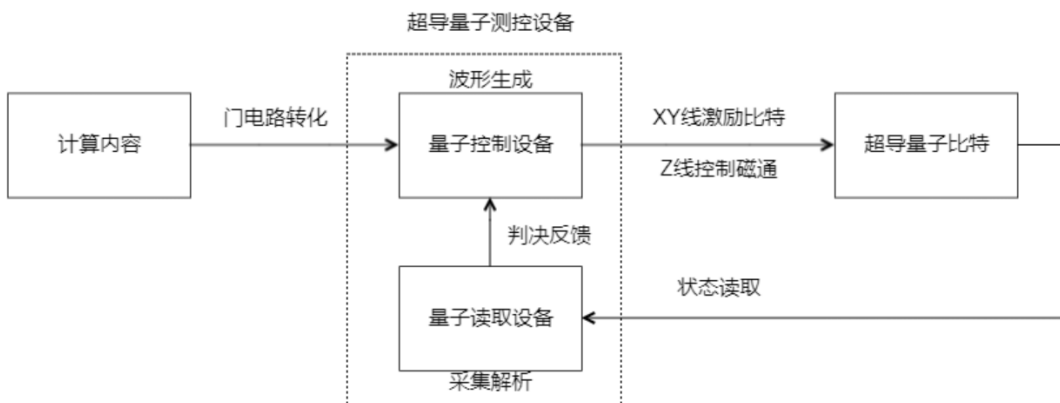 超导量子测控设备
波形生成
计算内容
门电路转化
量子控制设备
XY线激励比特
Z线控制磁通
超导量子比特
判决反馈
状态读取
量子读取设备
采集解析